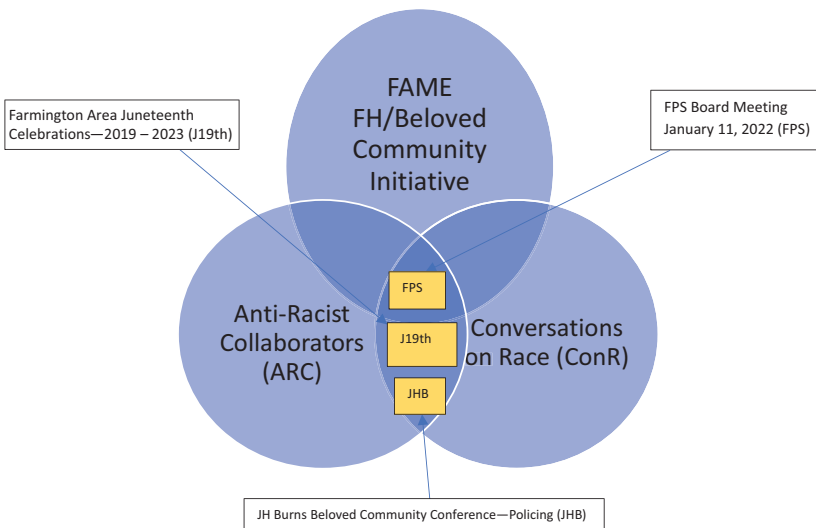 FAME
FH/Beloved
Community
Initiative
Farmington Area Juneteenth
Celebrations—2019 – 2023 (J19th)
FPS Board Meeting
January 11, 2022 (FPS)
FPS
Anti-Racist
Collaborators
(ARC)
J19th
Conversations
on Race (ConR)
JHB
JH Burns Beloved Community Conference—Policing (JHB)